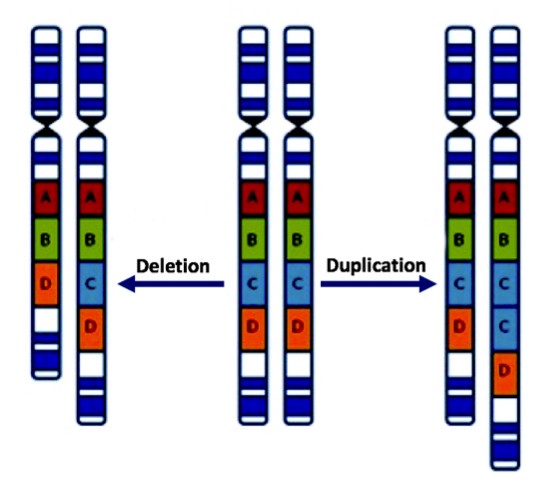 A A A A A A
B B B B B B
D C C C C C
D D D D C
D
Deletion
Duplication